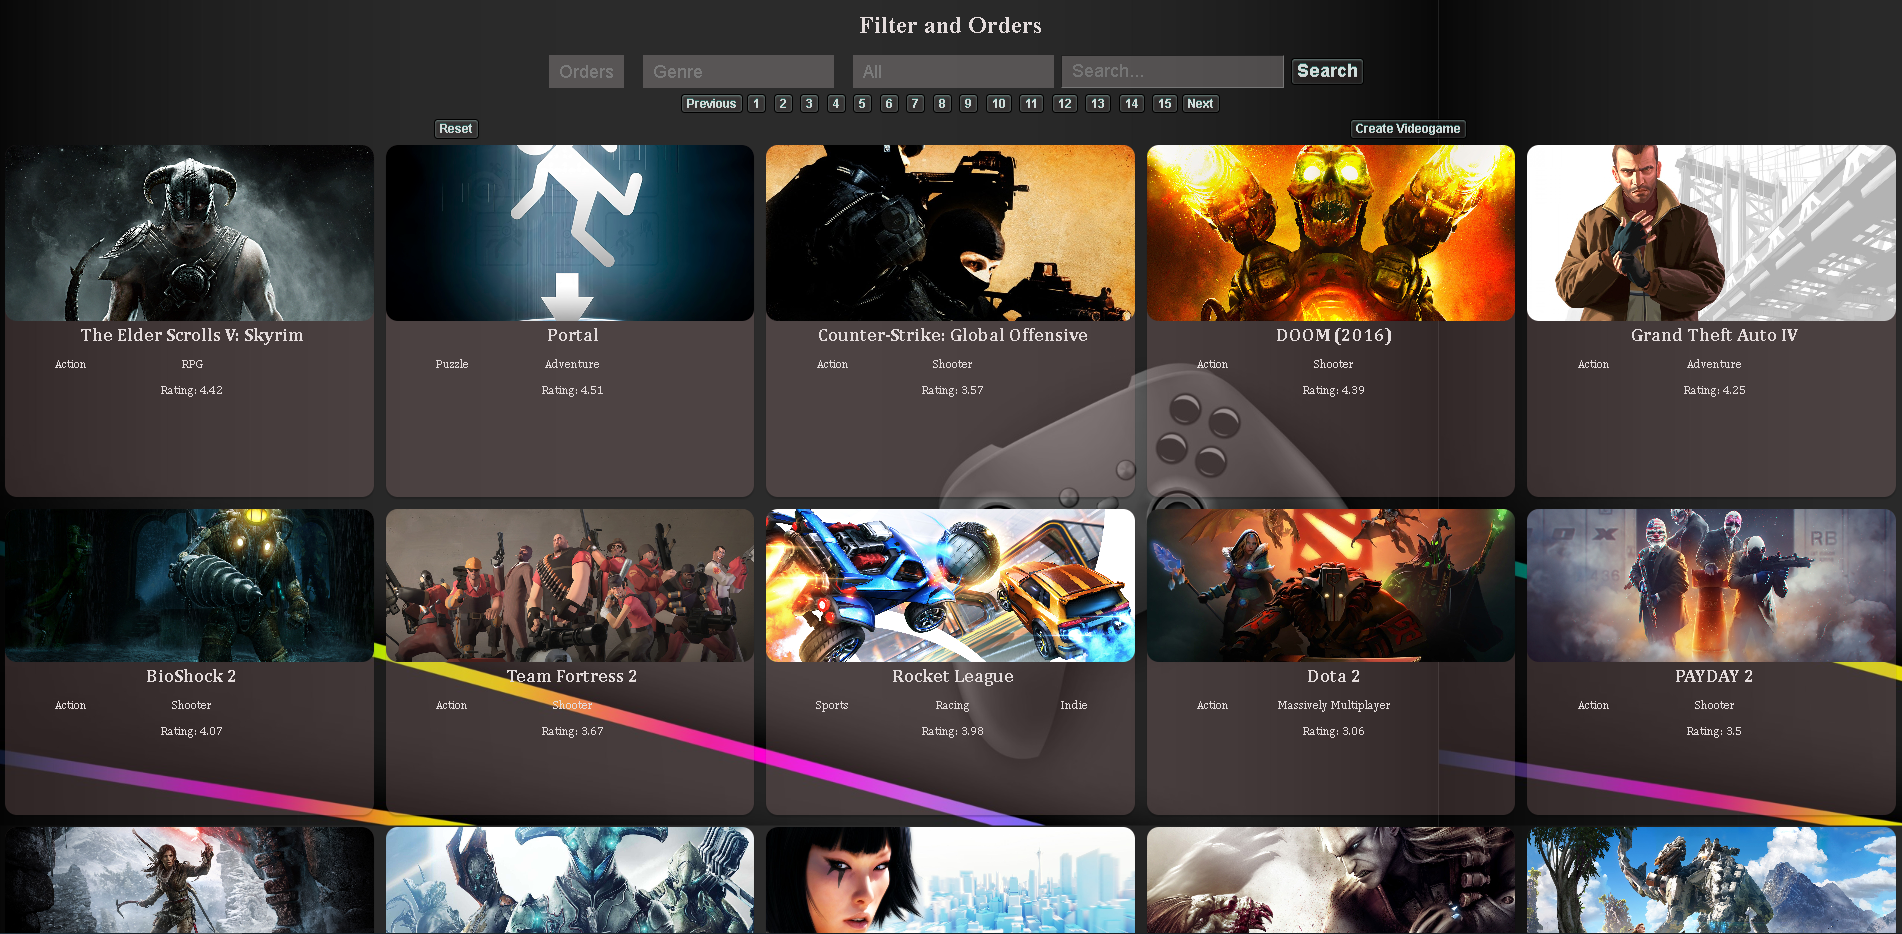 Filter and Orders
Orders Genre All Search... Search
Previous 1 2 3 4 5 6 7 8 9 10 11 12 13 14 15 Next
Reset Create Videogame
The Elder Scrolls V: Skyrim
Action RPG
Rating: 4.42
Portal
Puzzle Adventure
Rating: 4.51
Counter-Strike: Global Offensive
Action Shooter
Rating: 3.57
DOOM (2016)
Action Shooter
Rating: 4.39
Grand Theft Auto IV
Action Adventure
Rating: 4.25
BioShock 2
Action Shooter
Rating: 4.07
Team Fortress 2
Action Shooter
Rating: 3.67
Rocket League
Sports Racing Indie
Rating: 3.98
Dota 2
Action Massively Multiplayer
Rating: 3.06
RB
PAYDAY 2
Action Shooter
Rating: 3.5